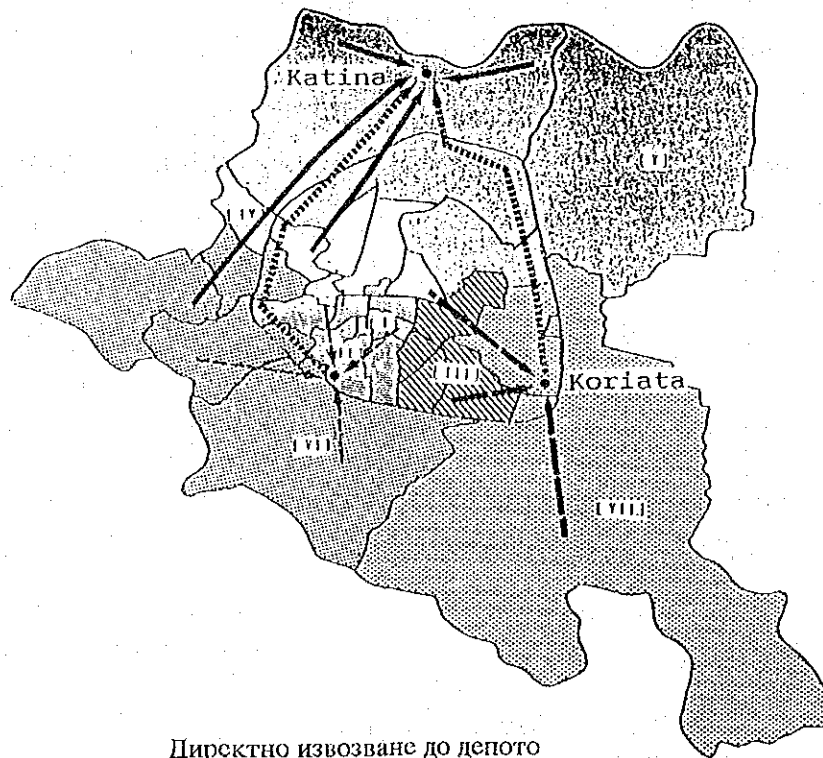 Katina
[V]
[IV]
I
[III]
Koriata
[VI]
[VII]
Директно извозване до депото